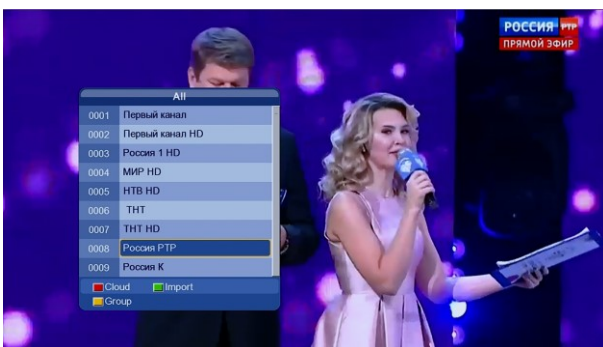 РОССИЯ РТР
ПРЯМОЙ ЭФИР
All
0001 Первый канал
0002 Первый канал HD
0003 Россия 1 HD
0004 МИР HD
0005 НТВ HD
0006 ТНТ
0007 ТНТ HD
0008 Россия РТР
0009 Россия К
Cloud Import
Group